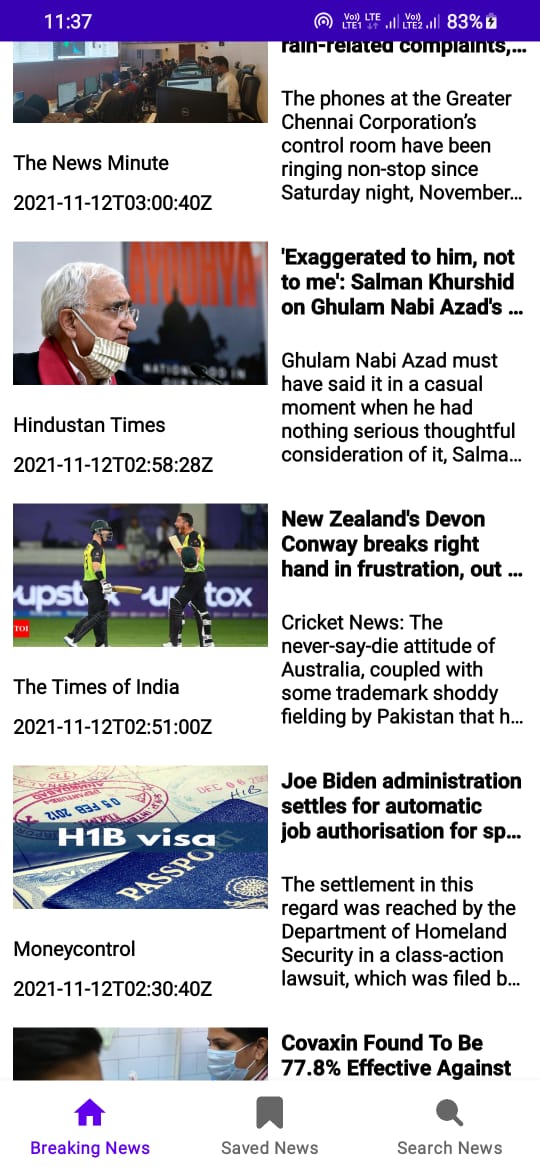 11:37
Vo)) LTE1
LTE
Vo)) LTE2
83%
rain-related complaints,...
The phones at the Greater
Chennai Corporation’s
control room have been
ringing non-stop since
Saturday night, November...
The News Minute
2021-11-12T03:00:40Z
AYODHYA
NATIONHOOD IN
OUR TIMES
'Exaggerated to him, not
to me': Salman Khurshid
on Ghulam Nabi Azad's ...
Ghulam Nabi Azad must
have said it in a casual
moment when he had
nothing serious thoughtful
consideration of it, Salma...
Hindustan Times
2021-11-12T02:58:28Z
upst
ux
tox
TOI
New Zealand's Devon
Conway breaks right
hand in frustration, out ...
Cricket News: The
never-say-die attitude of
Australia, coupled with
some trademark shoddy
fielding by Pakistan that h...
The Times of India
2021-11-12T02:51:00Z
05 FEB 2012
DEC 06 200
H1B
H1B visa
PASSPORT
Joe Biden administration
settles for automatic
job authorisation for sp...
The settlement in this
regard was reached by the
Department of Homeland
Security in a class-action
lawsuit, which was filed b...
Moneycontrol
2021-11-12T02:30:40Z
Covaxin Found To Be
77.8% Effective Against
Breaking News
Saved News
Search News